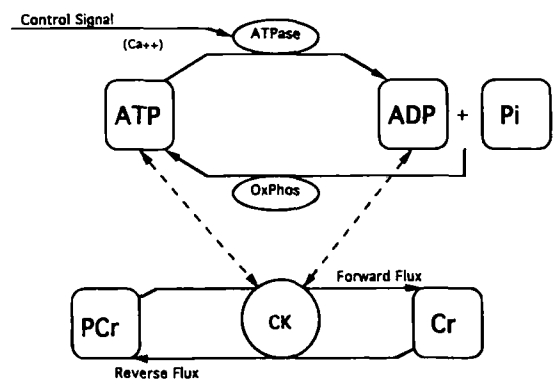 Control Signal
(Ca++)
ATPase
ATP
ADP + Pi
OxPhos
Forward Flux
PCr
CK
Cr
Reverse Flux